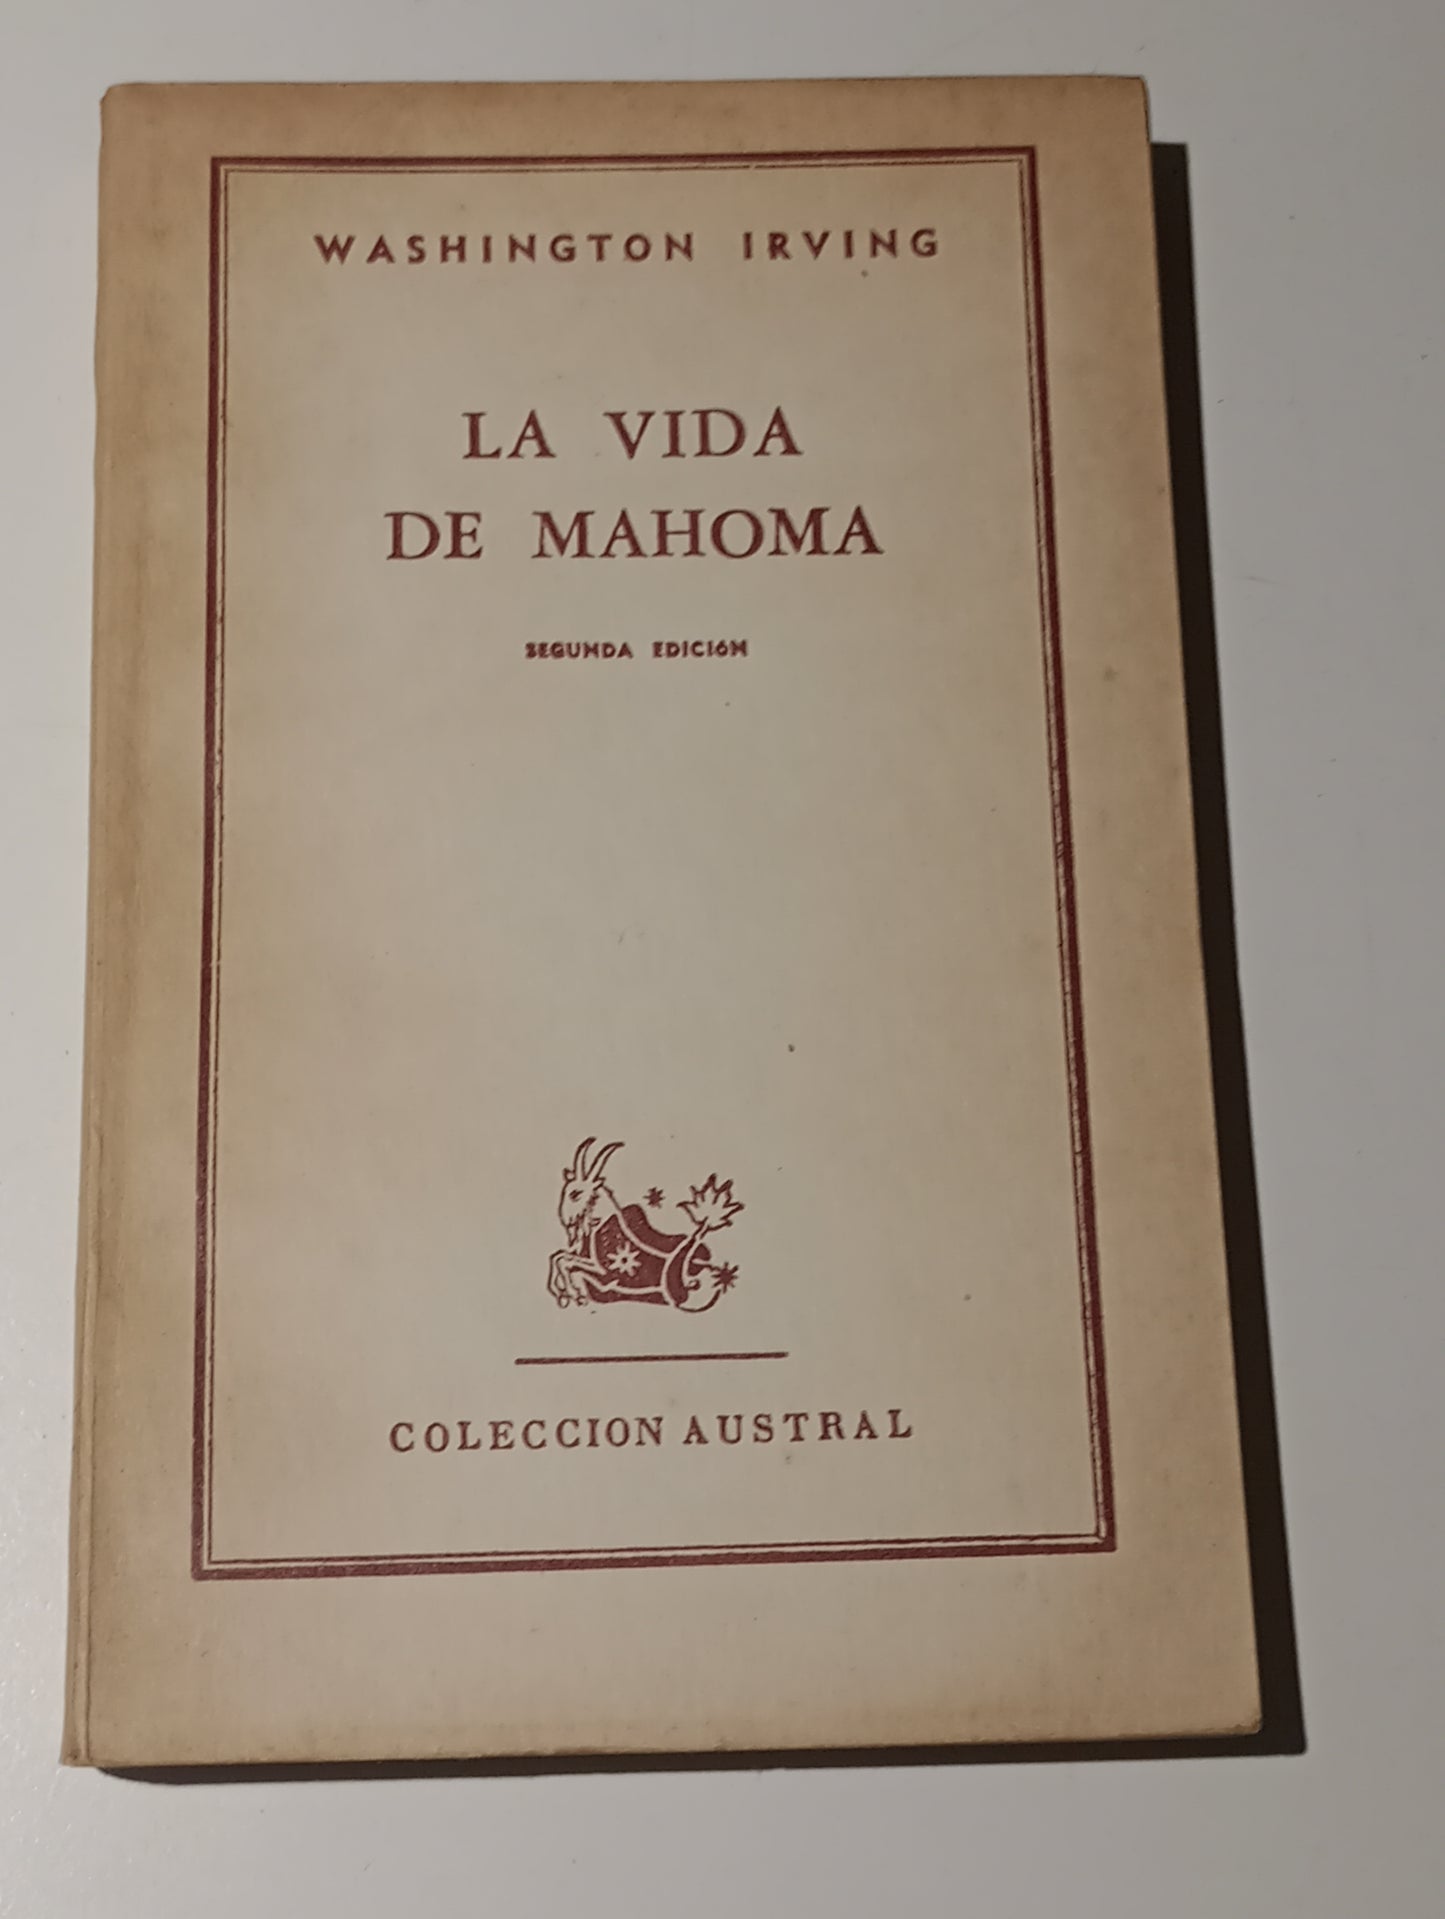 WASHINGTON IRVING
LA VIDA
DE MAHOMA
SEGUNDA EDICIÓN
COLECCION AUSTRAL